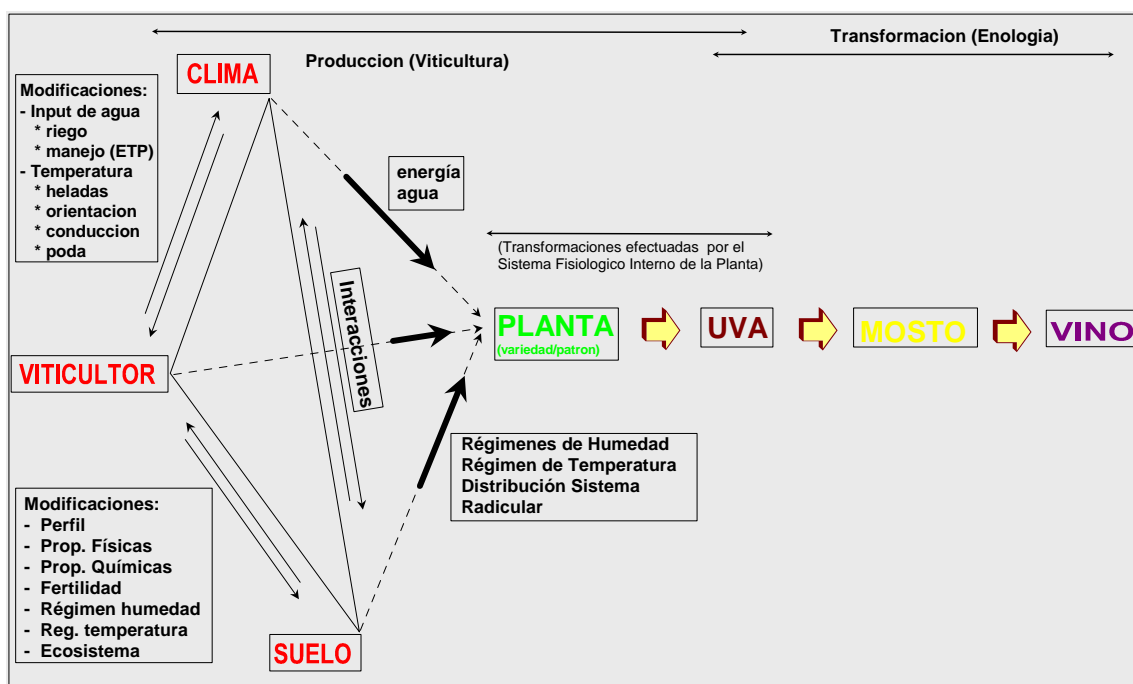 Transformacion (Enologia)
Produccion (Viticultura)
CLIMA
Modificaciones:
- Input de agua
* riego
* manejo (ETP)
- Temperatura
* heladas
* orientacion
* conduccion
* poda
energía
agua
(Transformaciones efectuadas por el
Sistema Fisiologico Interno de la Planta)
Interacciones
PLANTA
(variedad/patron)
UVA
MOSTO
VINO
VITICULTOR
Régimenes de Humedad
Régimen de Temperatura
Distribución Sistema
Radicular
Modificaciones:
- Perfil
- Prop. Físicas
- Prop. Químicas
- Fertilidad
- Régimen humedad
- Reg. temperatura
- Ecosistema
SUELO